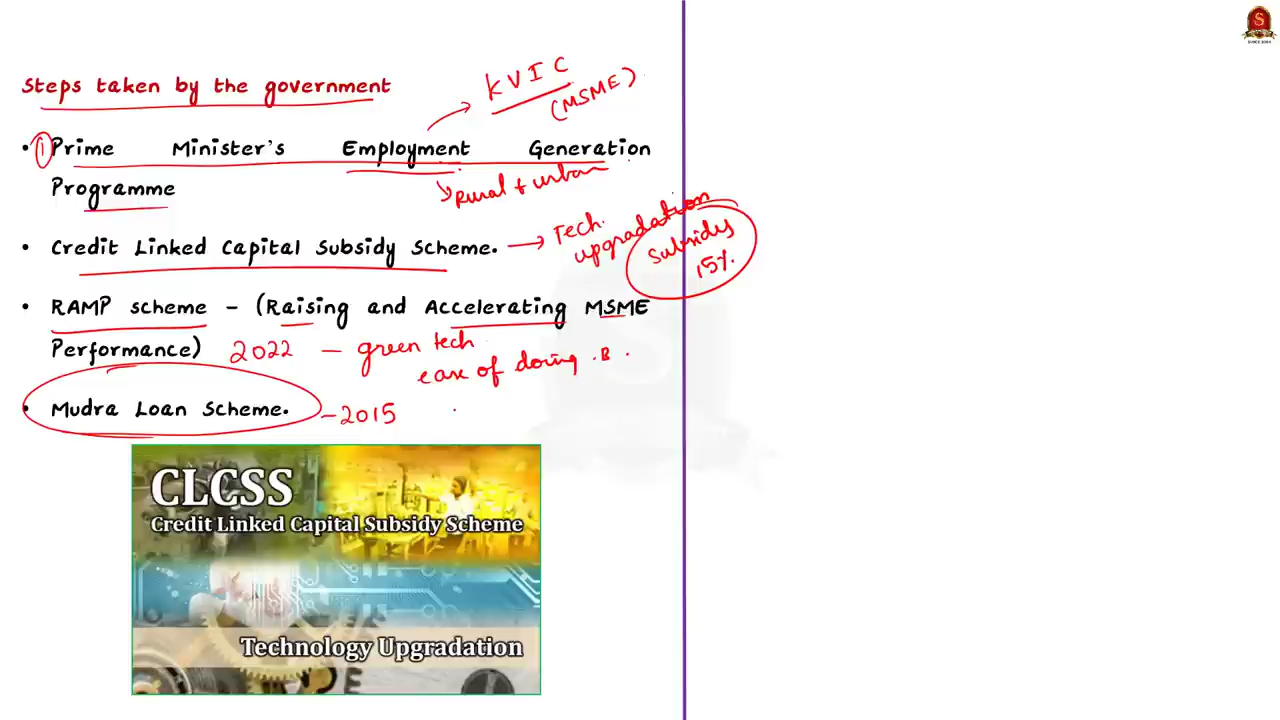 Steps taken by the government
KVIC
(MSME)
• ① Prime Minister's Employment Generation
Programme
Rural + urban
• Credit Linked Capital Subsidy Scheme.
Tech.
upgradation
Subsidies
15%
• RAMP scheme - (Raising and Accelerating MSME
Performance)
2022 - green tech
ease of doing .B.
• Mudra Loan Scheme.
-2015
CLCSS
Credit Linked Capital Subsidy Scheme
Technology Upgradation
S